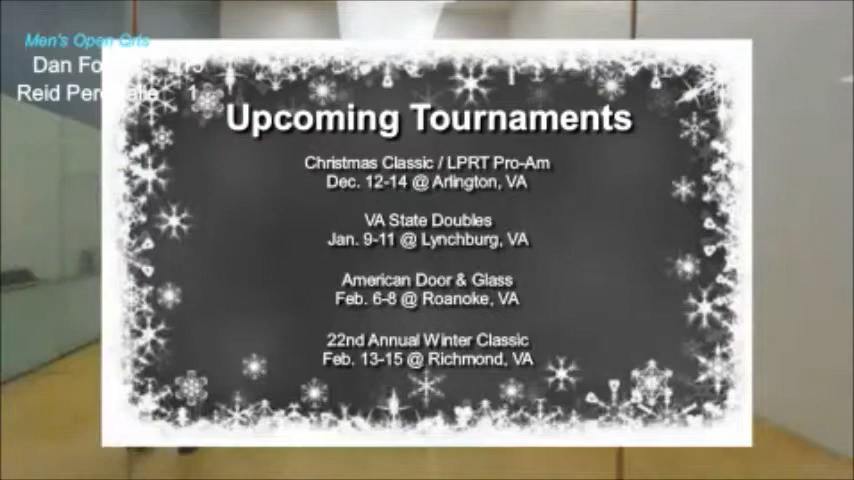 Men's Open Qrts
Dan
Reid
1
Upcoming Tournaments
Christmas Classic / LPRT Pro-Am
Dec. 12-14 @ Arlington, VA
VA State Doubles
Jan. 9-11 @ Lynchburg, VA
American Door & Glass
Feb. 6-8 @ Roanoke, VA
22nd Annual Winter Classic
Feb. 13-15 @ Richmond, VA